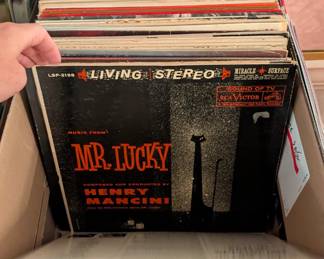 LSP-2198
LIVING STEREO
MIRACLE SURFACE
SOUND OF TV
RCA VICTOR
MUSIC FROM
MR. LUCKY
COMPOSED AND CONDUCTED BY
HENRY
MANCINI